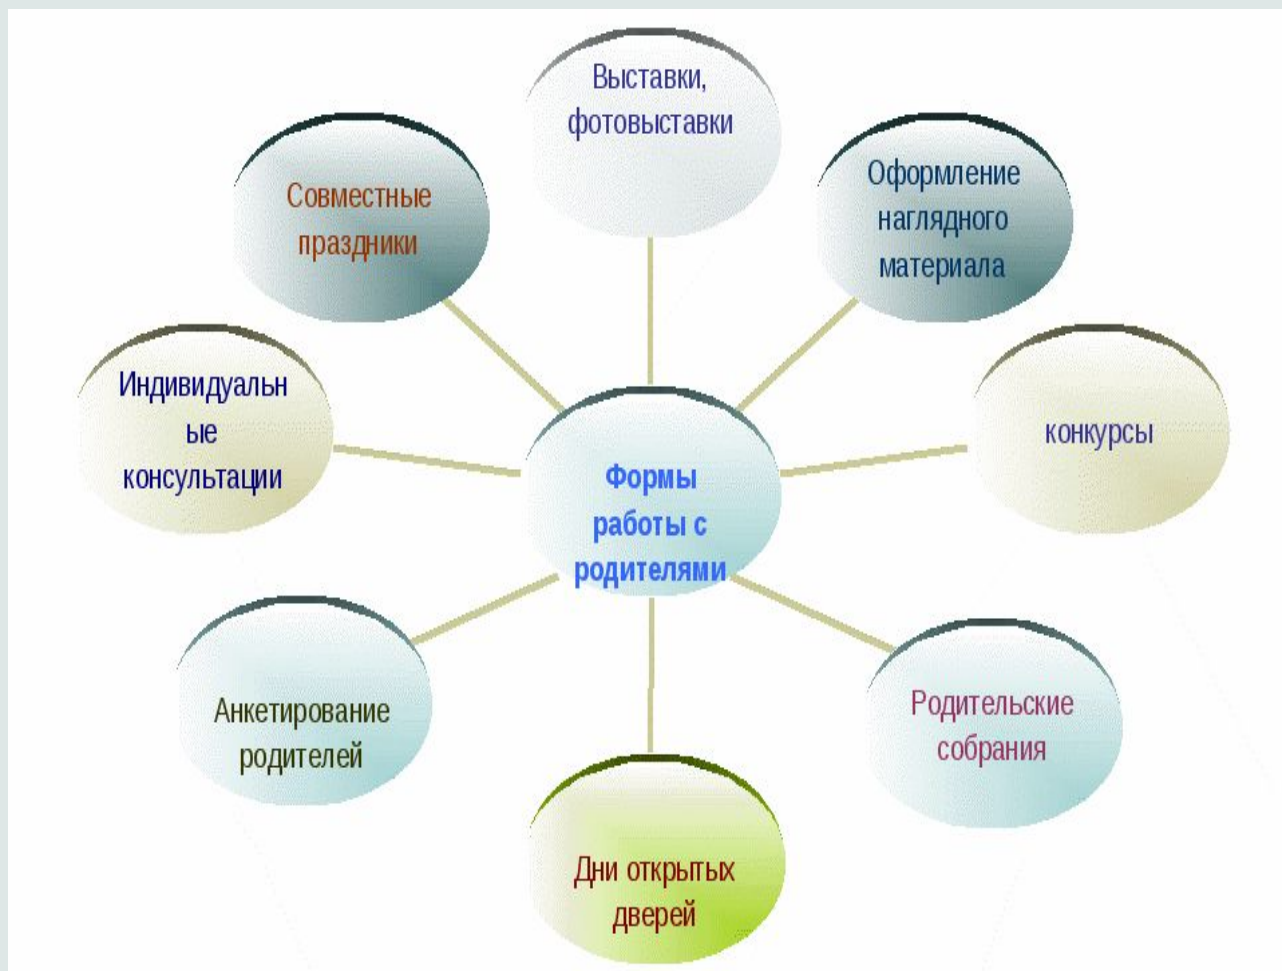 Выставки,
фотовыставки
Оформление
наглядного
материала
Совместные
праздники
Индивидуальн
ые
консультации
конкурсы
Формы
работы с
родителями
Анкетирование
родителей
Родительские
собрания
Дни открытых
дверей